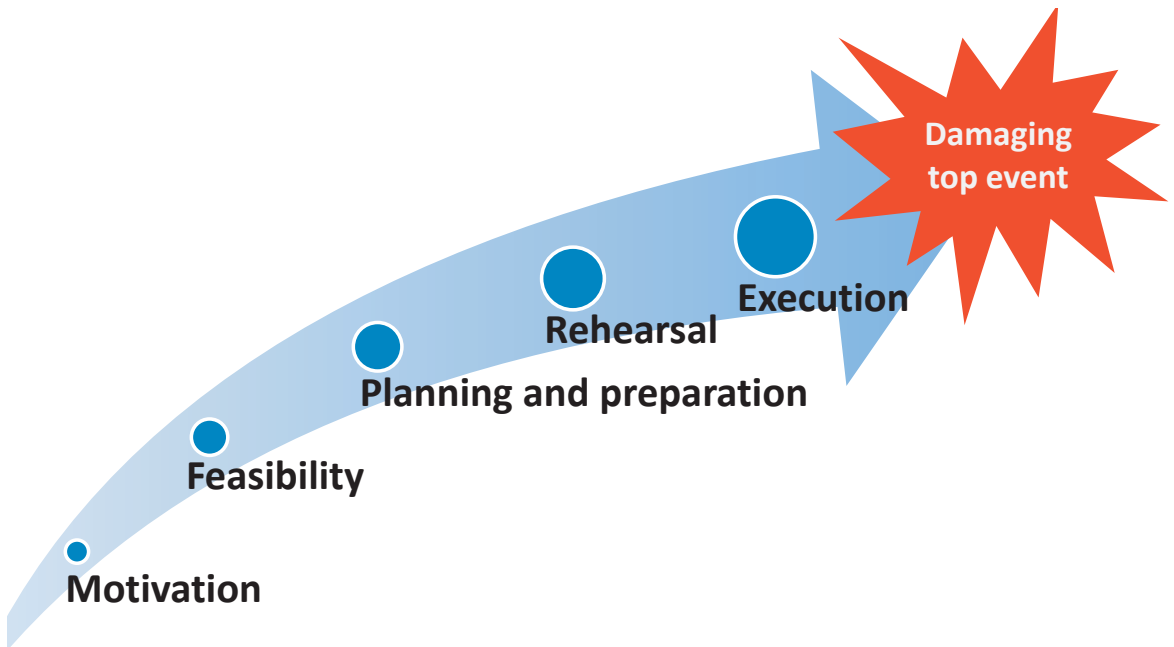 Damaging
top event
Execution
Rehearsal
Planning and preparation
Feasibility
Motivation